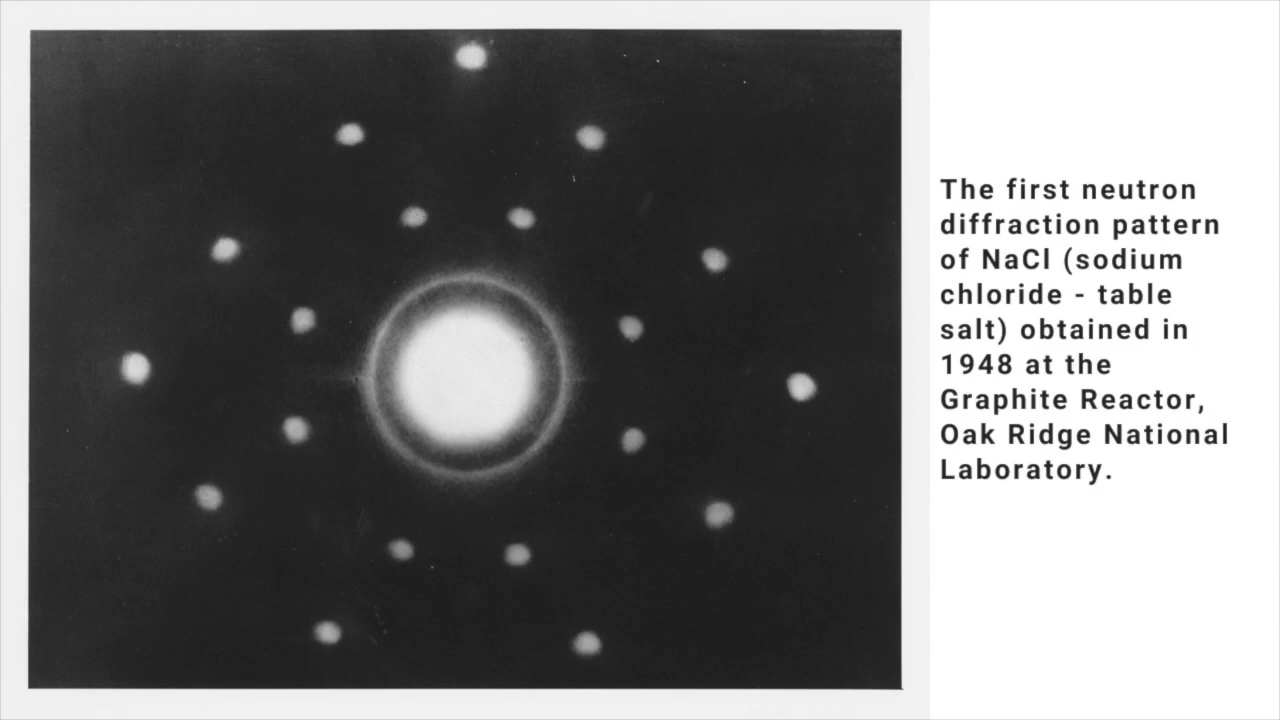 The first neutron
diffraction pattern
of NaCl (sodium
chloride - table
salt) obtained in
1948 at the
Graphite Reactor,
Oak Ridge National
Laboratory.